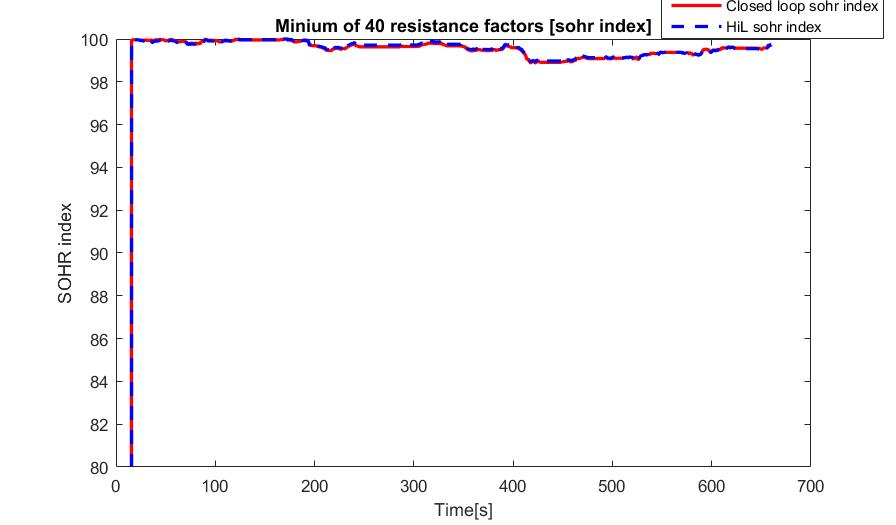 Closed loop sohr index
Minium of 40 resistance factors [sohr index]
HiL sohr index
100
98
96
94
92
90
88
86
84
82
80
SOHR index
0 100 200 300 400 500 600 700
Time[s]